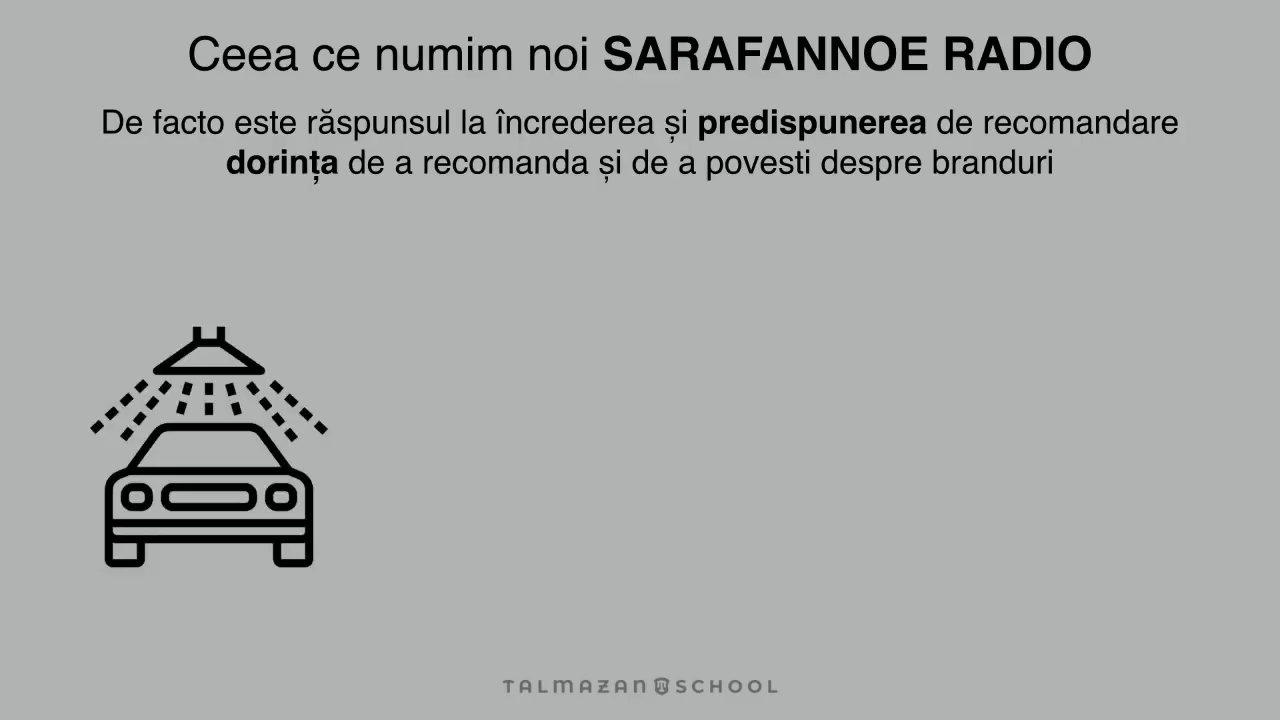 Ceea ce numim noi SARAFANNOE RADIO
De facto este răspunsul la încrederea și predispunerea de recomandare
dorința de a recomanda și de a povesti despre branduri
TALMAZAN SCHOOL